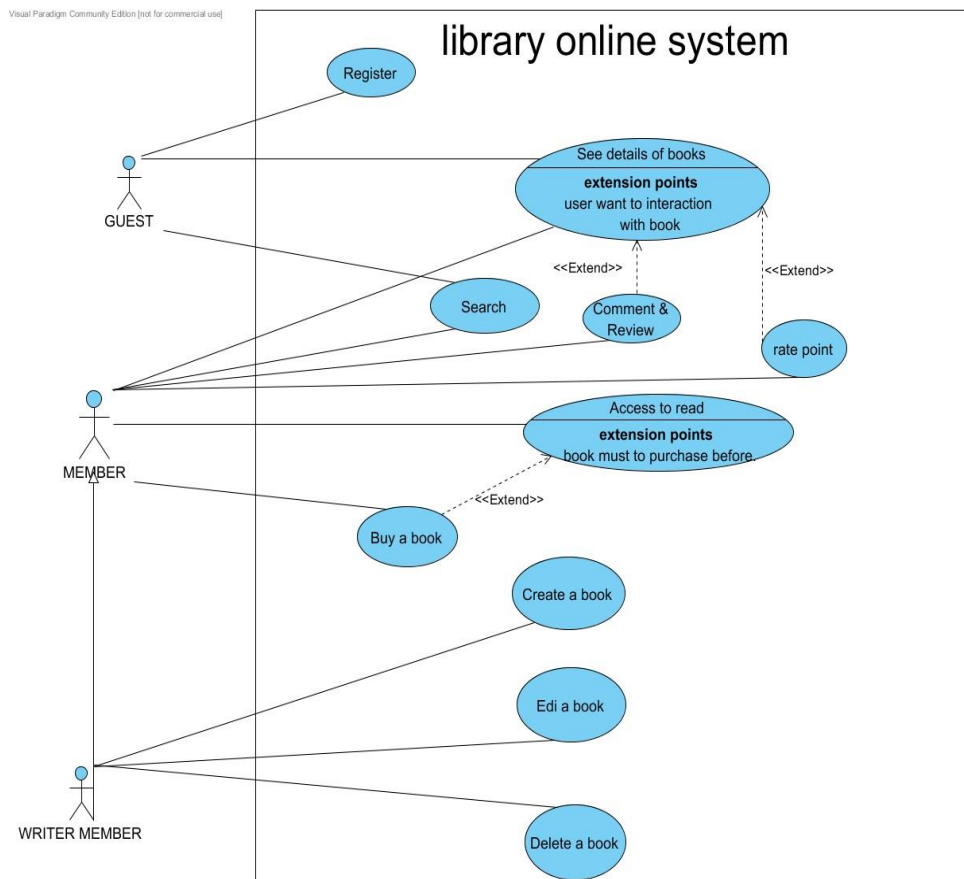 Visual Paradigm Community Edition [not for commercial use]
library online system
Register
See details of books
extension points
user want to interaction
with book
GUEST
<<Extend>>
<<Extend>>
Search
Comment &
Review
rate point
Access to read
extension points
book must to purchase before.
MEMBER
<<Extend>>
Buy a book
Create a book
Edi a book
WRITER MEMBER
Delete a book